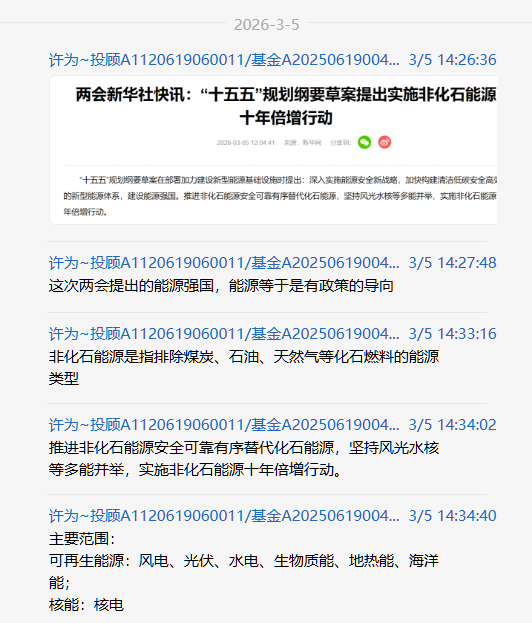 2026-3-5
许为~投顾A1120619060011/基金A20250619004... 3/5 14:26:36
两会新华社快讯：“十五五”规划纲要草案提出实施非化石能源
十年倍增行动
2026-03-05 12:04:41 来源：新华网 分享到：
“十五五”规划纲要草案在部署加力建设新型能源基础设施时提出：深入实施能源安全新战略，加快构建清洁低碳安全高效
的新型能源体系，建设能源强国。推进非化石能源安全可靠有序替代化石能源，坚持风光水核等多能并举，实施非化石能源十
年倍增行动。
许为~投顾A1120619060011/基金A20250619004... 3/5 14:27:48
这次两会提出的能源强国，能源等于是有政策的导向
许为~投顾A1120619060011/基金A20250619004... 3/5 14:33:16
非化石能源是指排除煤炭、石油、天然气等化石燃料的能源
类型
许为~投顾A1120619060011/基金A20250619004... 3/5 14:34:02
推进非化石能源安全可靠有序替代化石能源，坚持风光水核
等多能并举，实施非化石能源十年倍增行动。
许为~投顾A1120619060011/基金A20250619004... 3/5 14:34:40
主要范围：
可再生能源：风电、光伏、水电、生物质能、地热能、海洋
能；
核能：核电